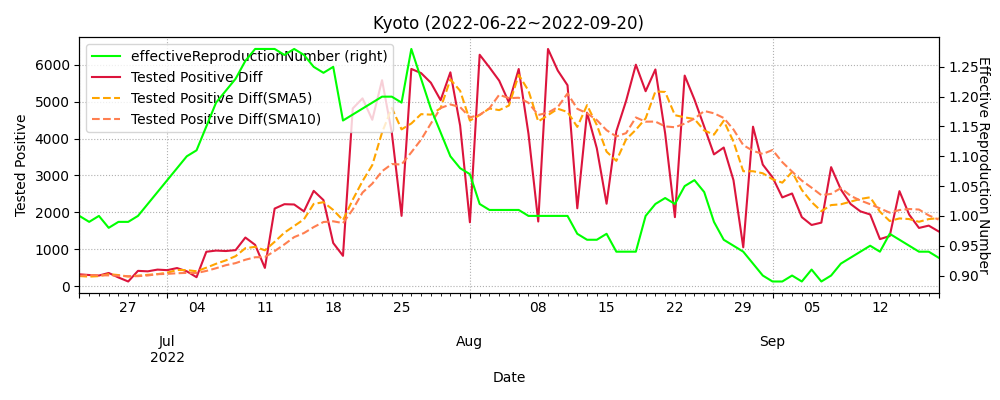 Kyoto (2022-06-22~2022-09-20)
effectiveReproductionNumber (right)
Tested Positive Diff
Tested Positive Diff(SMA5)
Tested Positive Diff(SMA10)
Tested Positive
6000
5000
4000
3000
2000
1000
0
Effective Reproduction Number
1.25
1.20
1.15
1.10
1.05
1.00
0.95
0.90
27 04 11 18 25 08 15 22 29 05 12
Jul Aug Sep
2022
Date